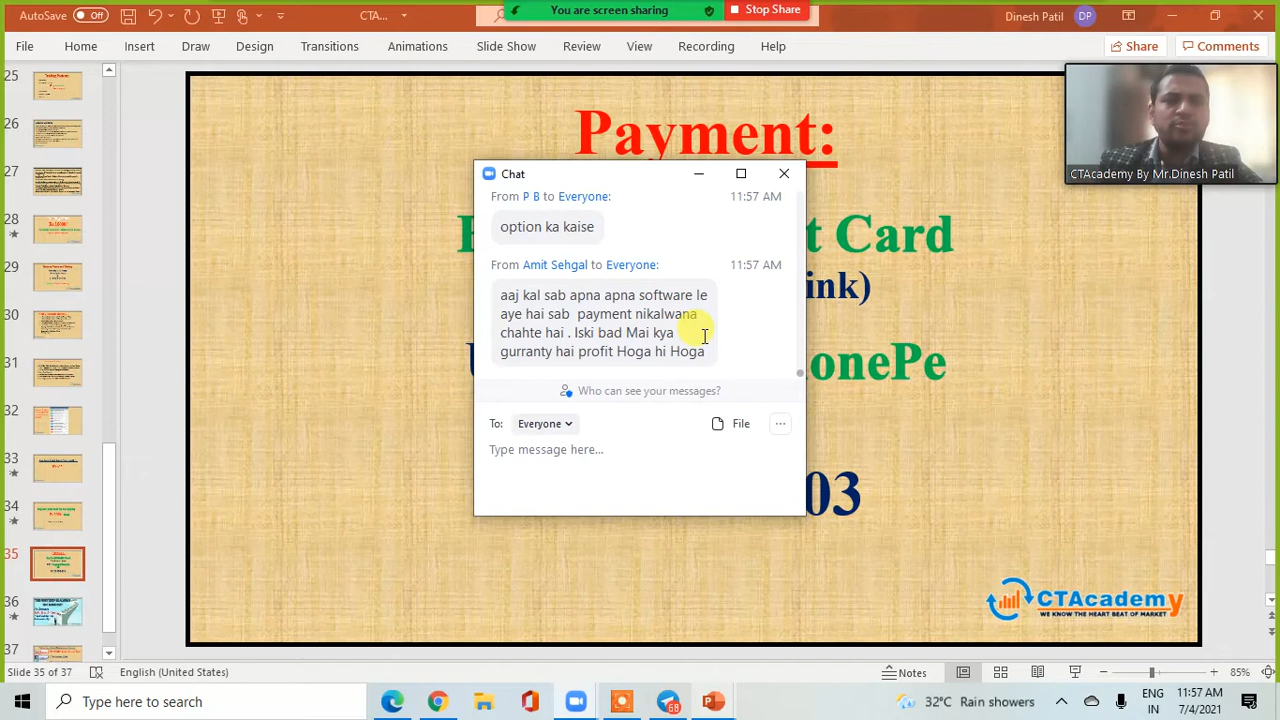 AutoSave Off CTA...
You are screen sharing
Stop Share
Dinesh Patil DP
File Home Insert Draw Design Transitions Animations Slide Show Review View Recording Help Share Comments
25
26
27
28
29
30
31
32
33
34
35
36
37
Payment:
t Card
ink)
onePe
03
CTAcademy
WE KNOW THE HEART BEAT OF MARKET
CTAcademy By Mr.Dinesh Patil
Chat
From P B to Everyone: 11:57 AM
option ka kaise
From Amit Sehgal to Everyone: 11:57 AM
aaj kal sab apna apna software le
aye hai sab payment nikalwana
chahte hai . Iski bad Mai kya
gurranty hai profit Hoga hi Hoga
Who can see your messages?
To: Everyone File ...
Type message here...
Slide 35 of 37 English (United States) Notes 85%
Type here to search
68
32°C Rain showers
ENG
IN
11:57 AM
7/4/2021